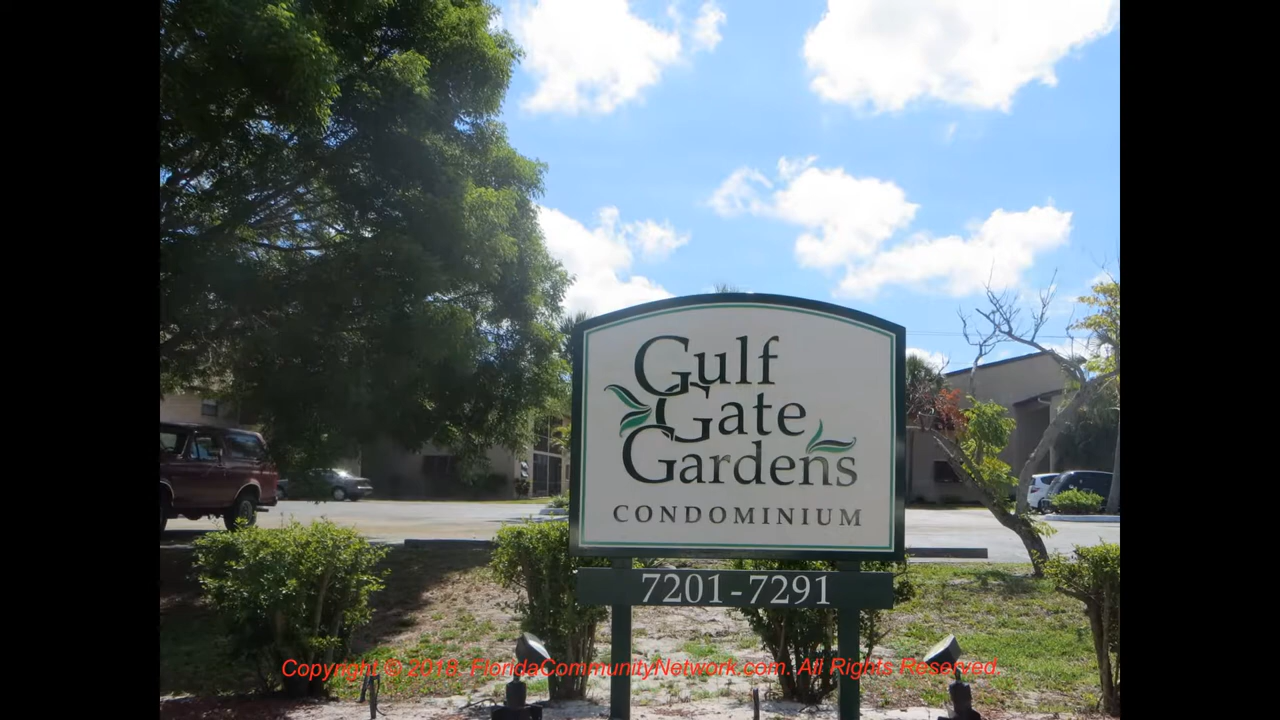 Gulf
Gate
Gardens
CONDOMINIUM
7201-7291
Copyright © 2018. FloridaCommunityNetwork.com. All Rights Reserved.